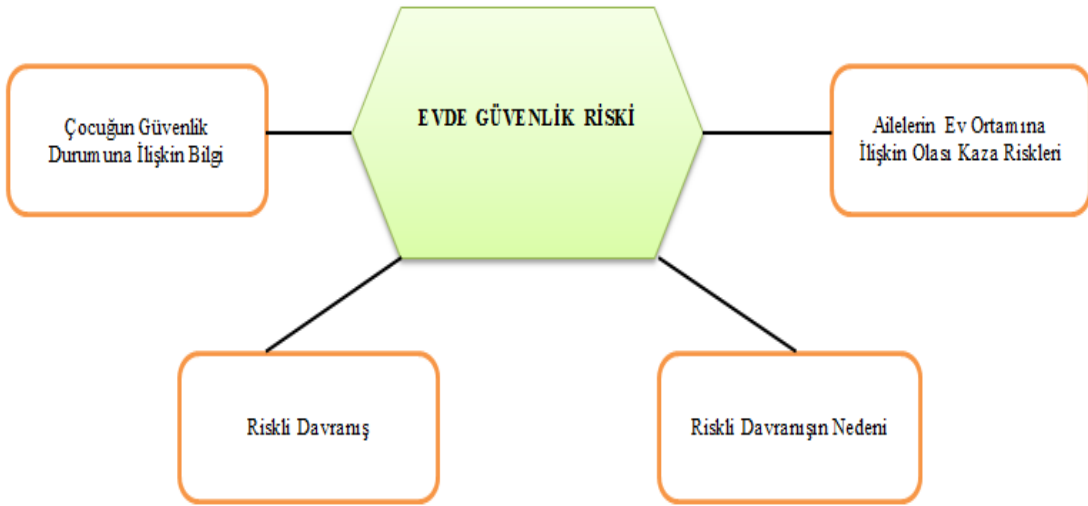 EVDE GÜVENLİK RİSKİ
Çocuğun Güvenlik
Durumuna İlişkin Bilgi
Ailelerin Ev Ortamına
İlişkin Olası Kaza Riskleri
Riskli Davranış
Riskli Davranışın Nedeni